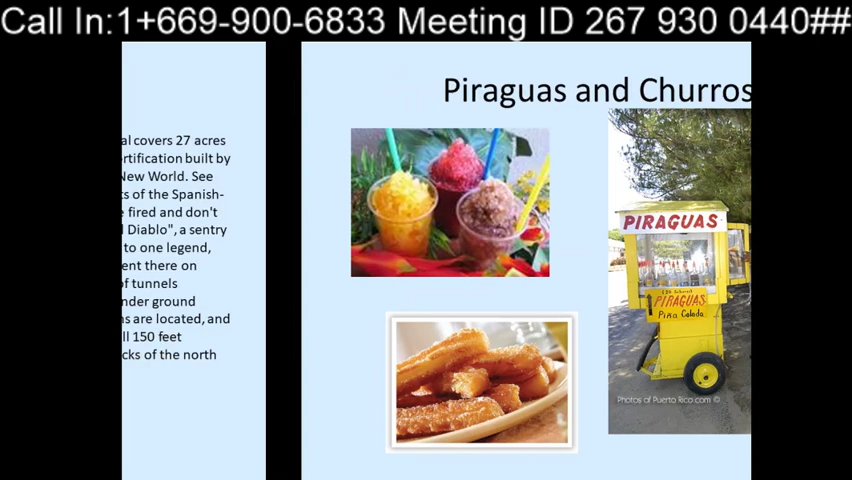 Call In:1+669-900-6833 Meeting ID 267 930 0440##
al covers 27 acres
ertification built by
New World. See
ts of the Spanish-
e fired and don't
l Diablo", a sentry
to one legend,
ent there on
of tunnels
nder ground
ns are located, and
ll 150 feet
cks of the north
Piraguas and Churros
PIRAGUAS
PIRAGUAS
Piña Colada
Photos of Puerto Rico.com ©